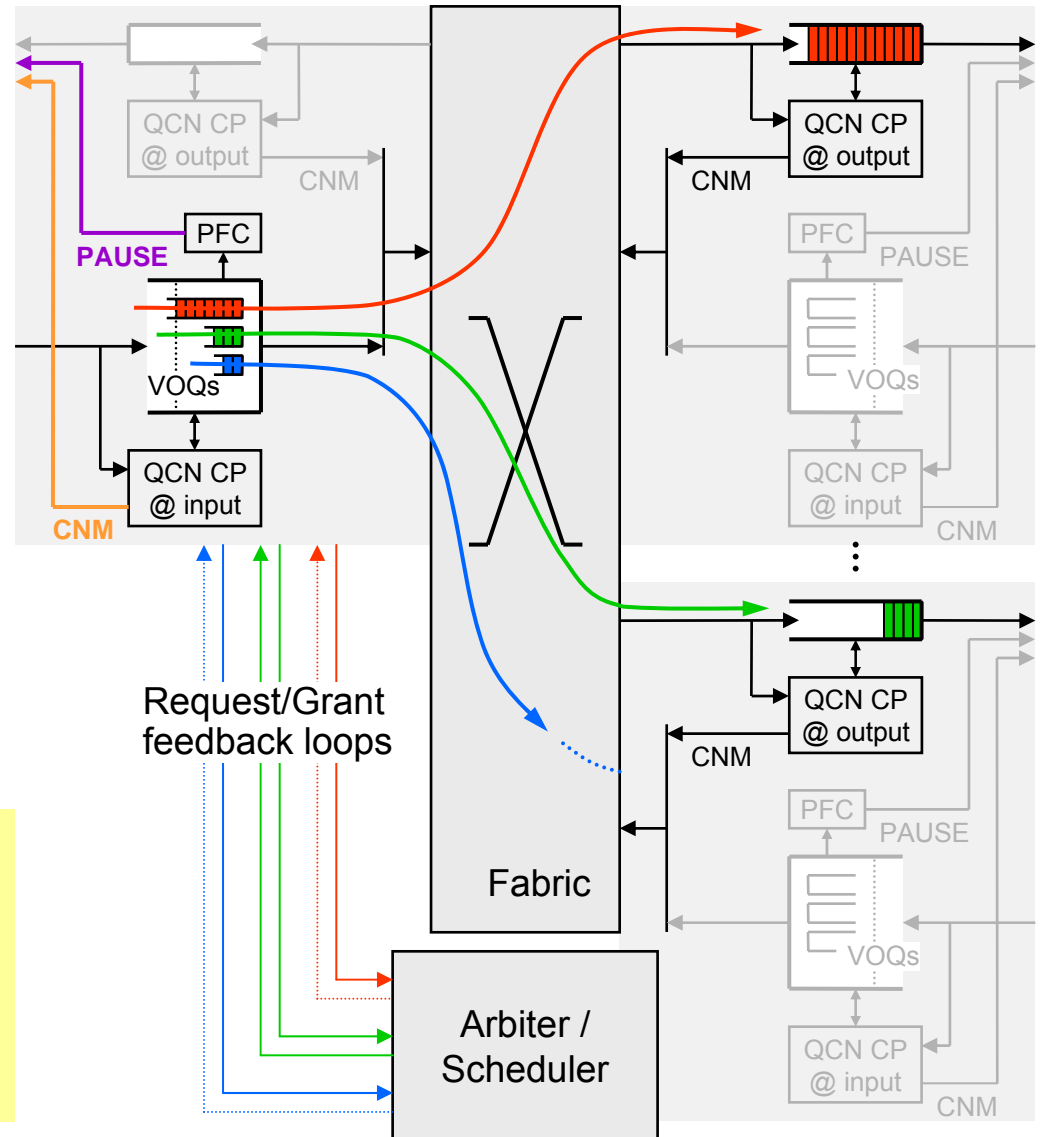 QCN CP
@ output
CNM
PFC
PAUSE
VOQs
QCN CP
@ input
CNM
Request/Grant
feedback loops
Fabric
Arbiter /
Scheduler
QCN CP
@ output
CNM
PFC
PAUSE
VOQs
QCN CP
@ input
CNM
QCN CP
@ output
CNM
PFC
PAUSE
VOQs
QCN CP
@ input
CNM